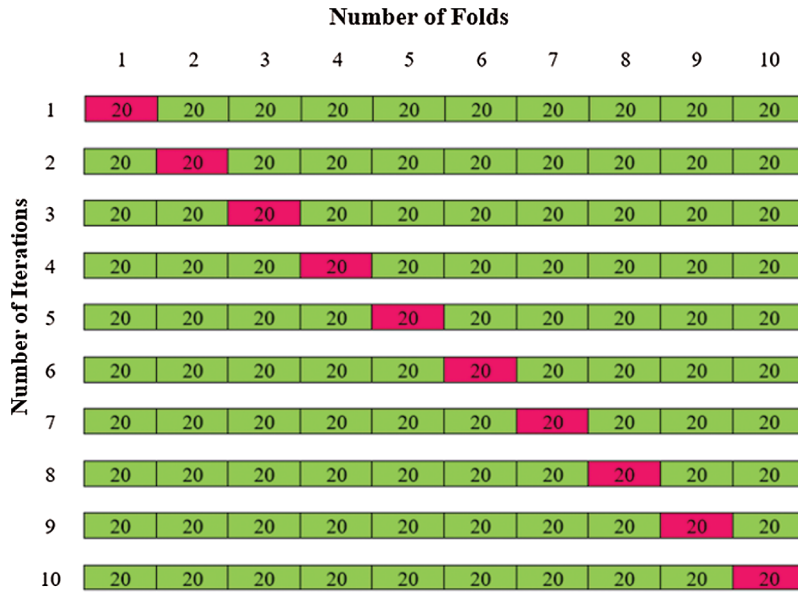 Number of Folds
1 2 3 4 5 6 7 8 9 10
1 20 20 20 20 20 20 20 20 20 20
2 20 20 20 20 20 20 20 20 20 20
3 20 20 20 20 20 20 20 20 20 20
4 20 20 20 20 20 20 20 20 20 20
5 20 20 20 20 20 20 20 20 20 20
6 20 20 20 20 20 20 20 20 20 20
7 20 20 20 20 20 20 20 20 20 20
8 20 20 20 20 20 20 20 20 20 20
9 20 20 20 20 20 20 20 20 20 20
10 20 20 20 20 20 20 20 20 20 20
Number of Iterations